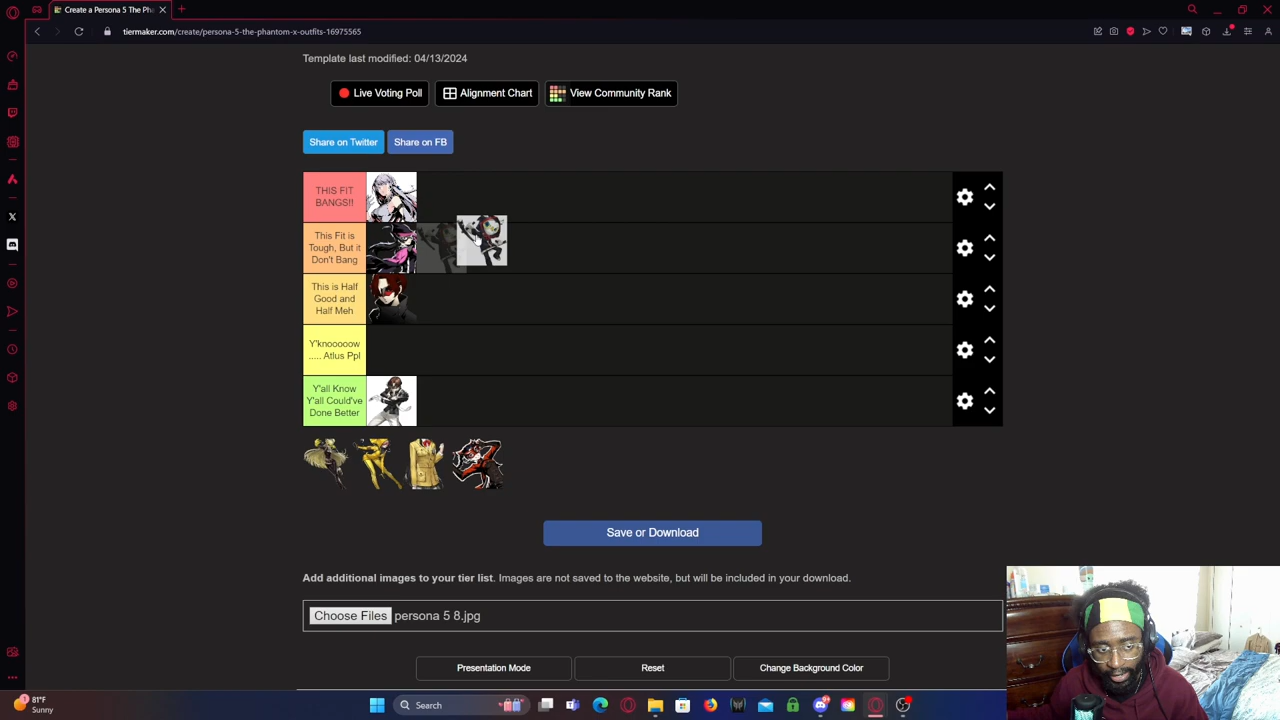 Create a Persona 5 The Ph
tiermaker.com/create/persona-5-the-phantom-x-outfits-16975565
Template last modified: 04/13/2024
Live Voting Poll
Alignment Chart
View Community Rank
Share on Twitter
Share on FB
THIS FIT
BANGS!!
This Fit is
Tough, But it
Don't Bang
This is Half
Good and
Half Meh
Y'knooooow
..... Atlus Ppl
Y'all Know
Y'all Could've
Done Better
Save or Download
Add additional images to your tier list. Images are not saved to the website, but will be included in your download.
Choose Files persona 5 8.jpg
Presentation Mode
Reset
Change Background Color
1
81°F
Sunny
Search